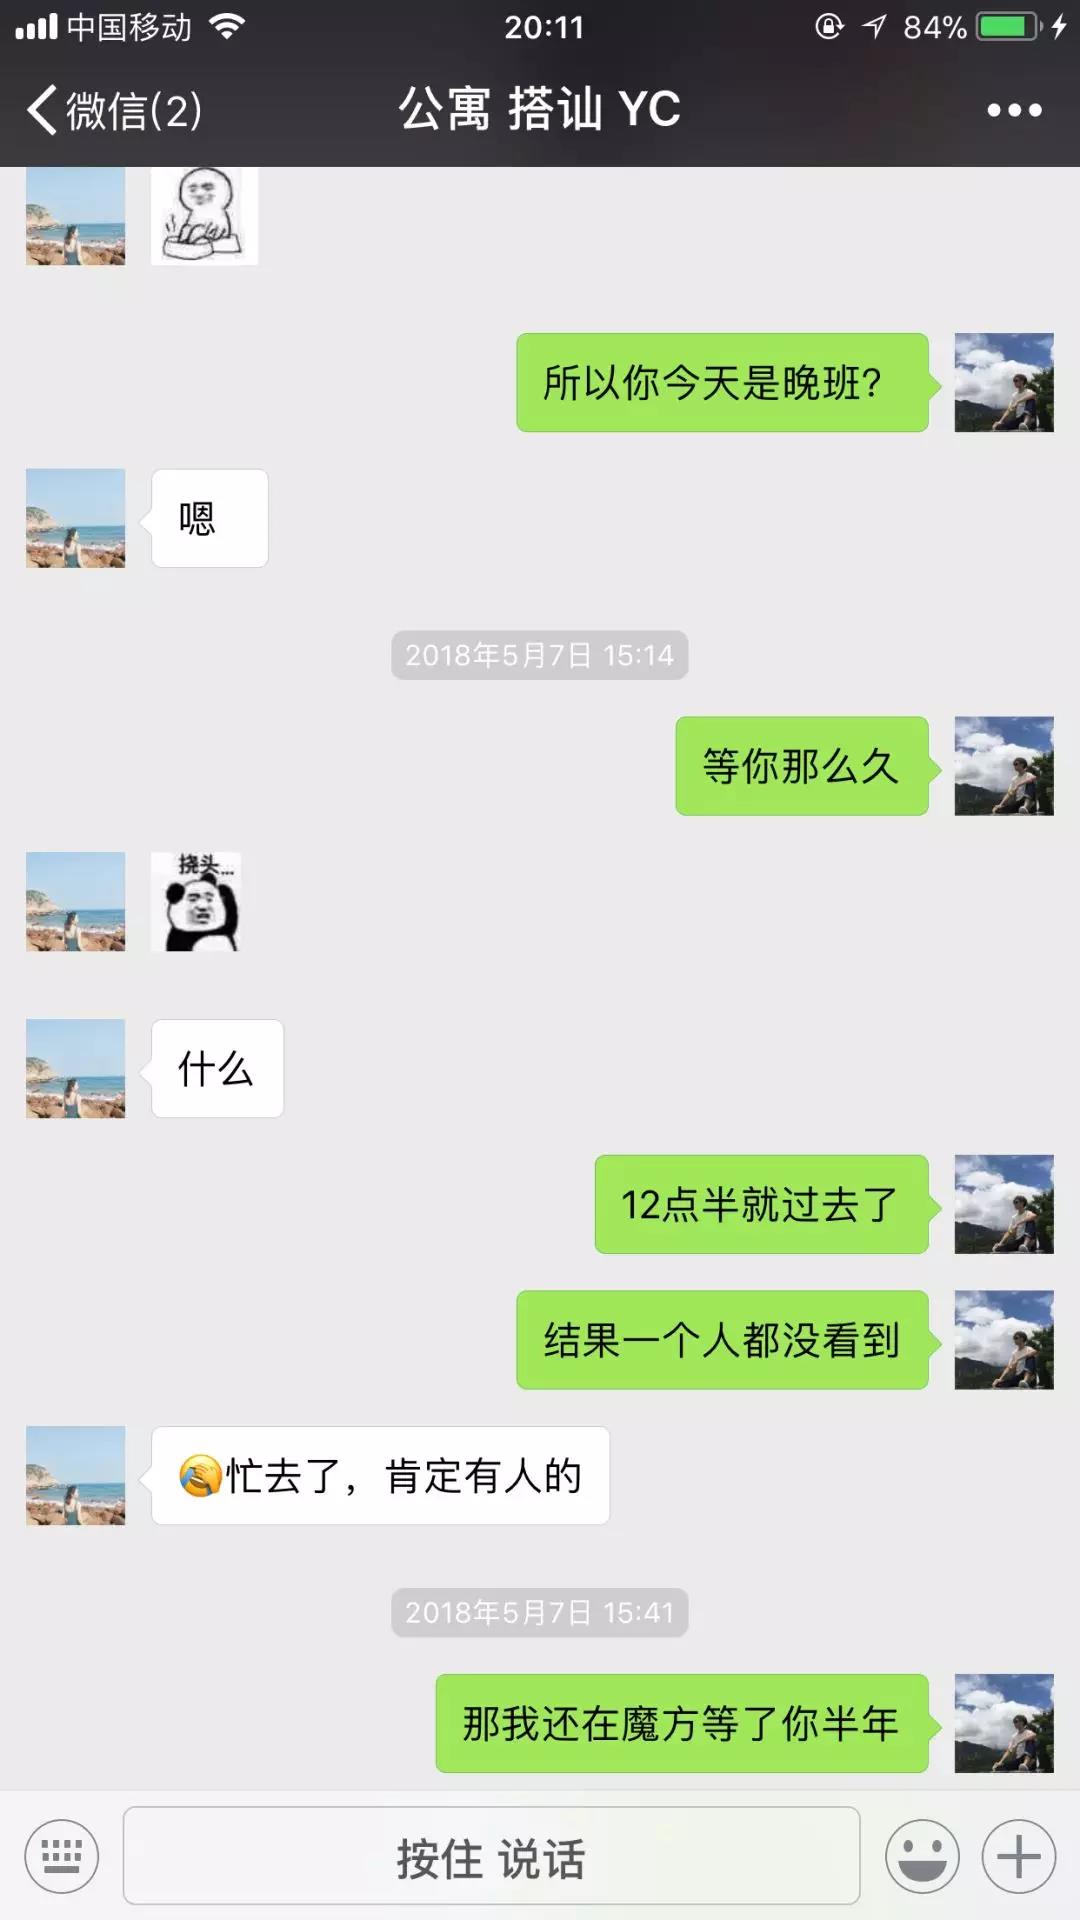 中国移动 20:11 84%
微信(2) 公寓 搭讪 YC
所以你今天是晚班?
嗯
2018年5月7日 15:14
等你那么久
挠头...
什么
12点半就过去了
结果一个人都没看到
🤦忙去了，肯定有人的
2018年5月7日 15:41
那我还在魔方等了你半年
按住 说话